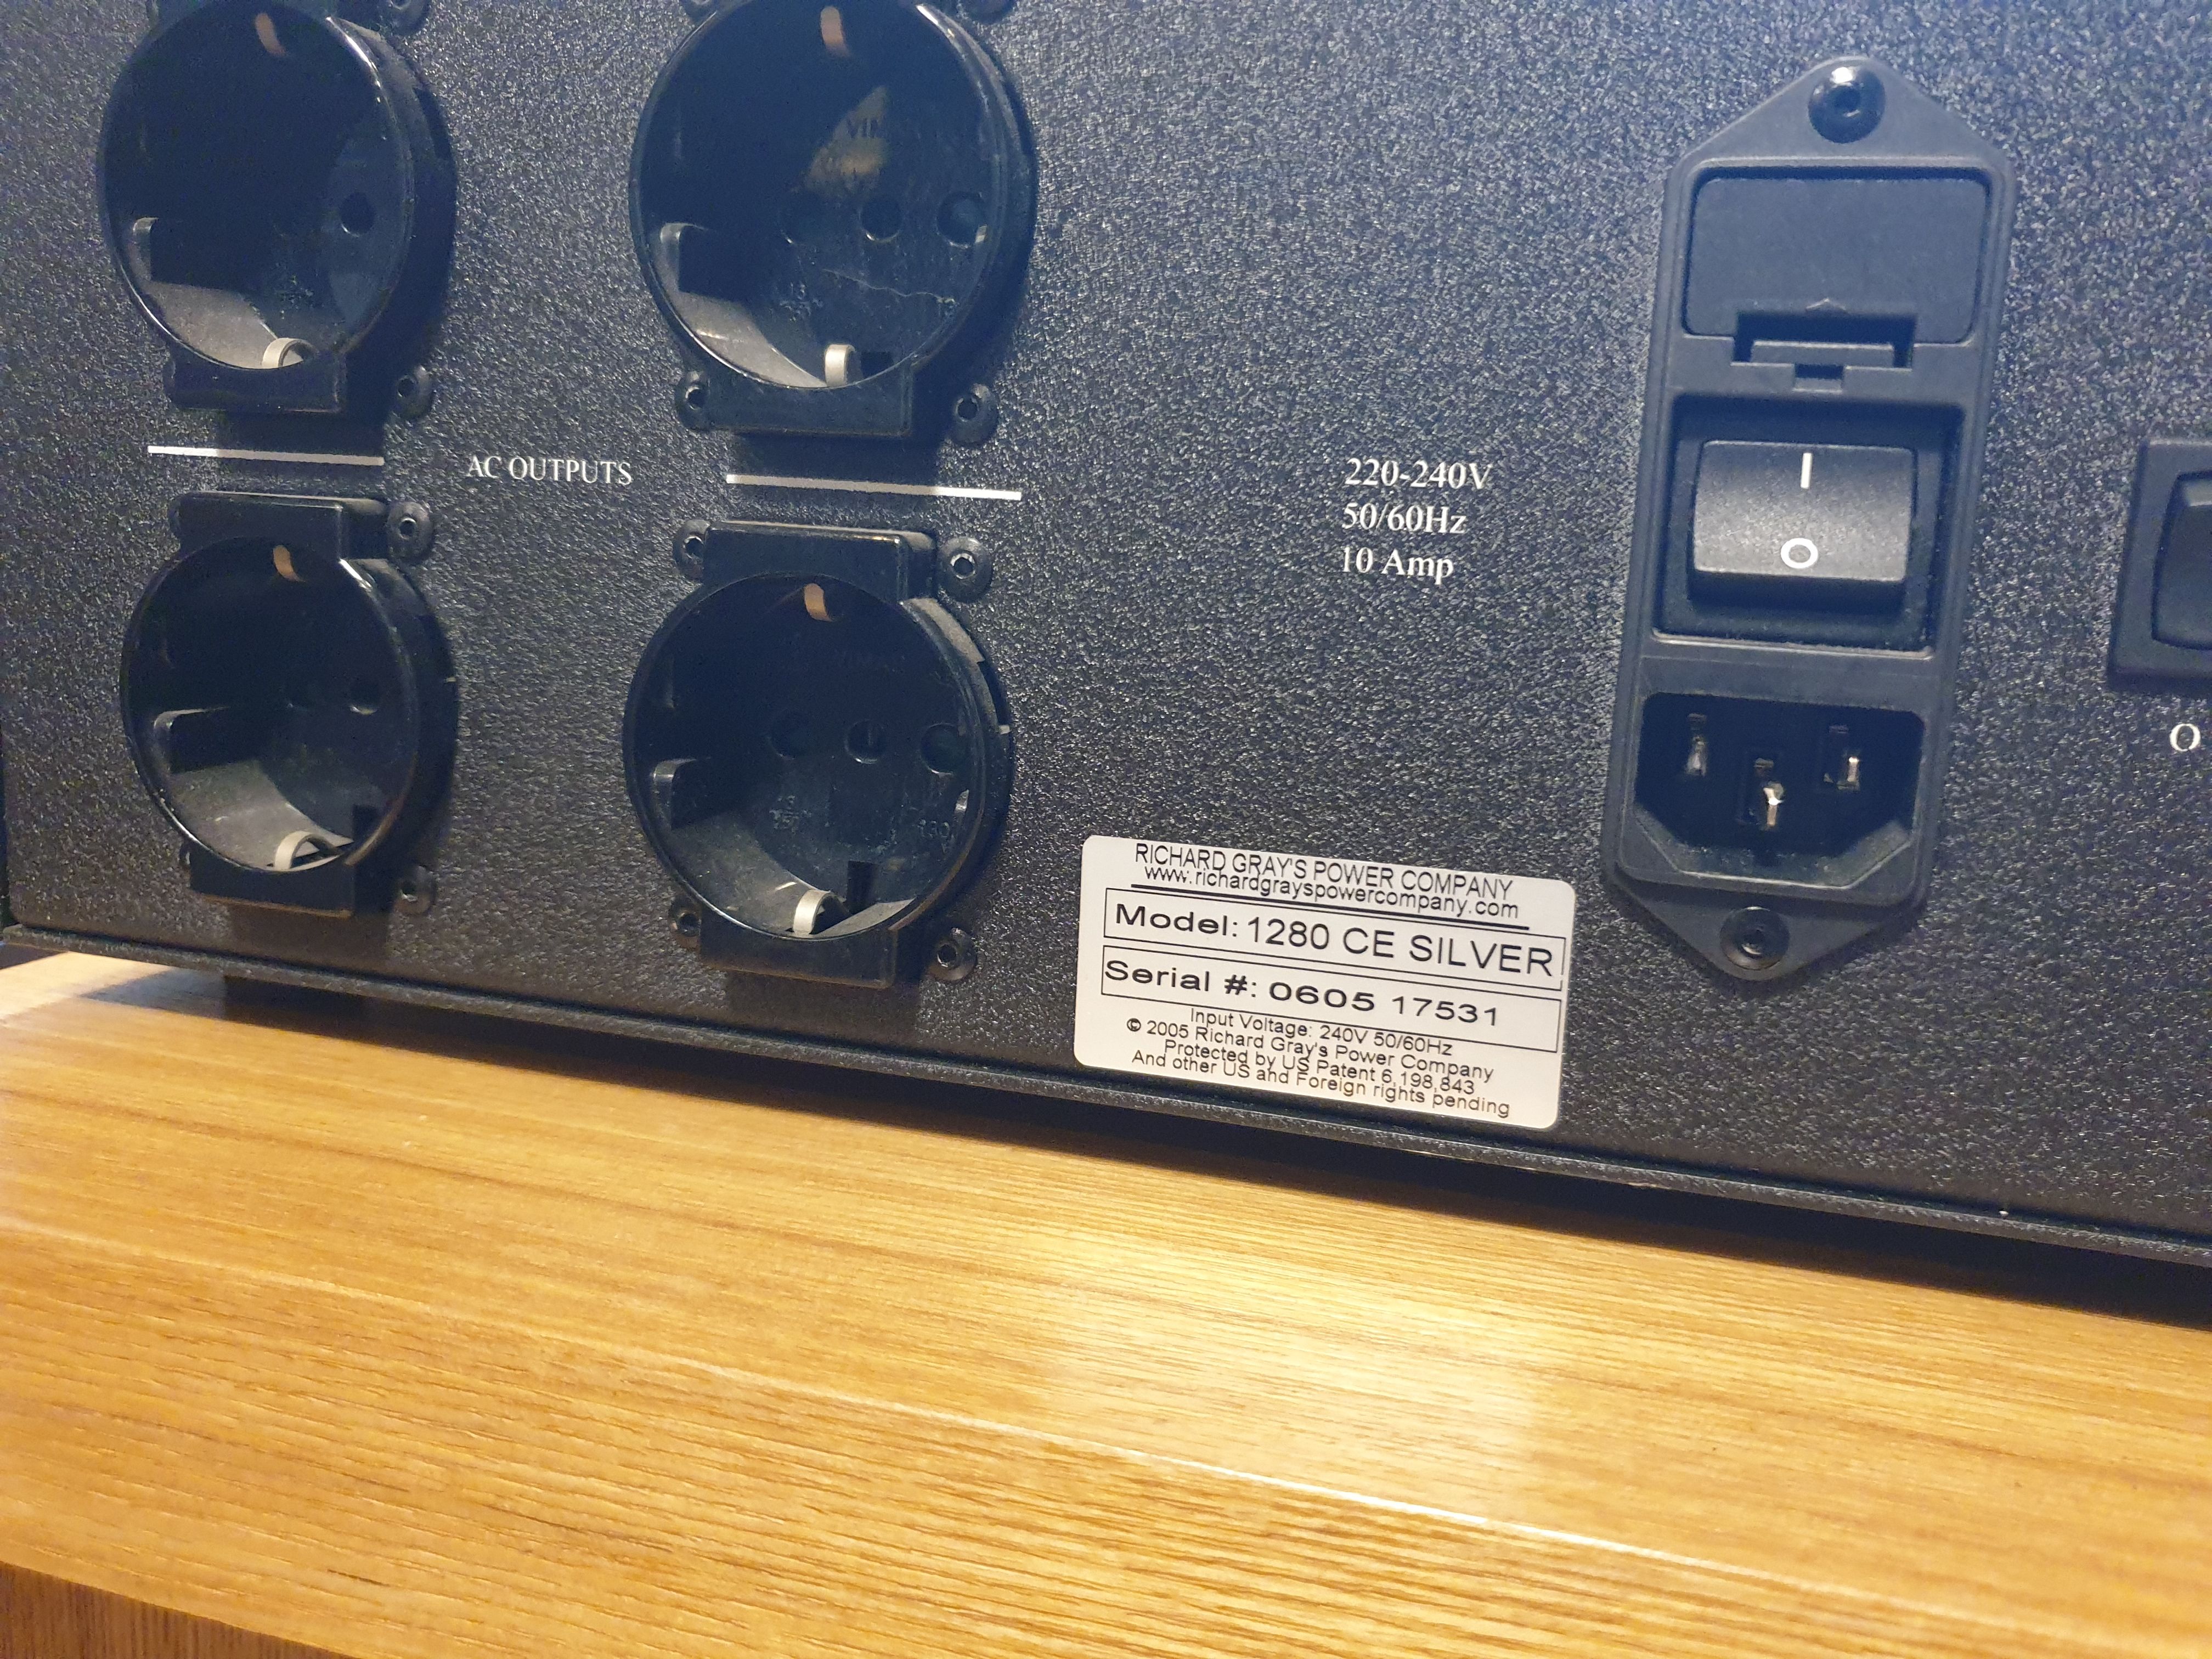 AC OUTPUTS
220-240V
50/60Hz
10 Amp
I
O
O
RICHARD GRAY'S POWER COMPANY
www.richardgrayspowercompany.com
Model: 1280 CE SILVER
Serial #: 0605 17531
Input Voltage: 240V 50/60Hz
© 2005 Richard Gray's Power Company
Protected by US Patent 6,198,843
And other US and Foreign rights pending